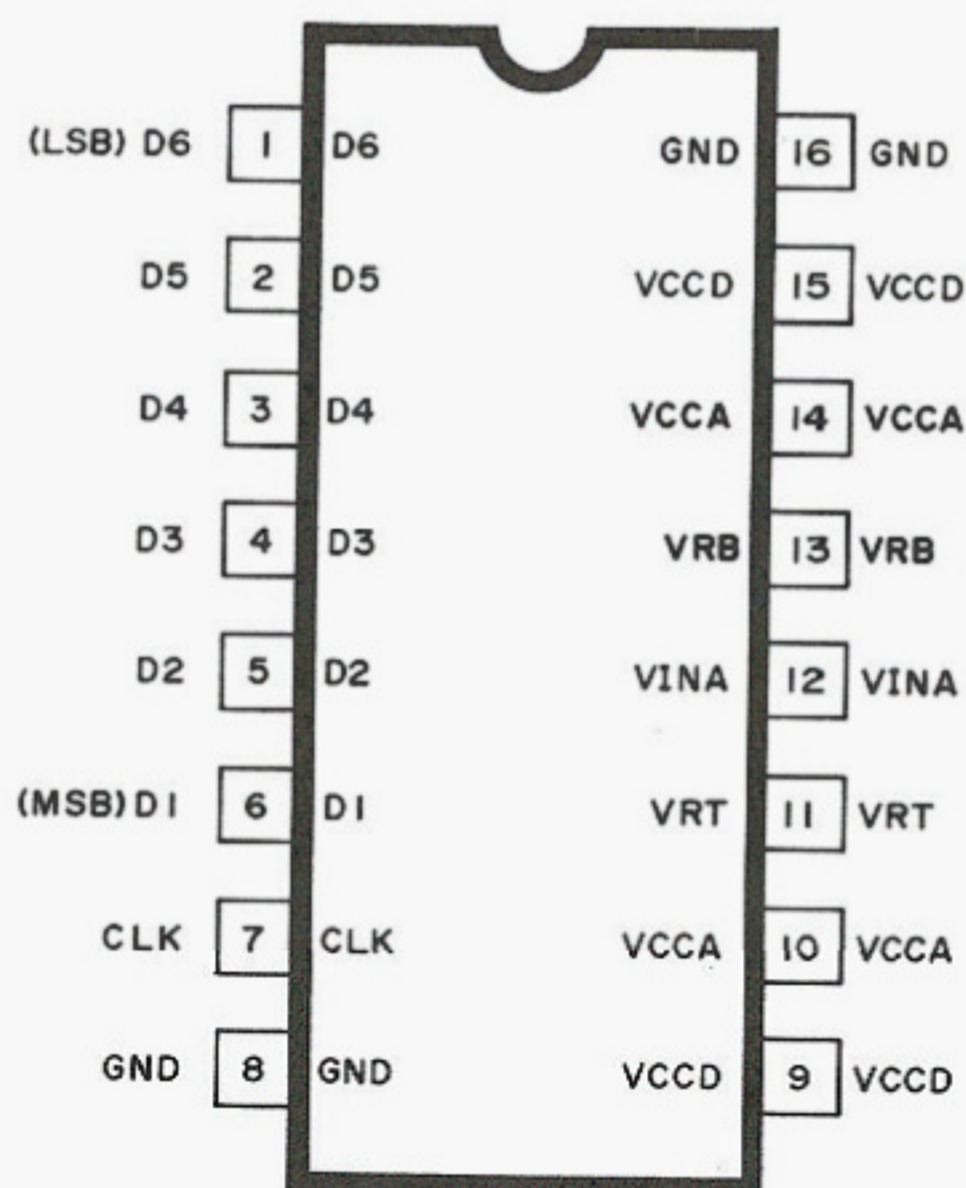 (LSB) D6 1 D6 GND 16 GND
D5 2 D5 VCCD 15 VCCD
D4 3 D4 VCCA 14 VCCA
D3 4 D3 VRB 13 VRB
D2 5 D2 VINA 12 VINA
(MSB) D1 6 D1 VRT 11 VRT
CLK 7 CLK VCCA 10 VCCA
GND 8 GND VCCD 9 VCCD